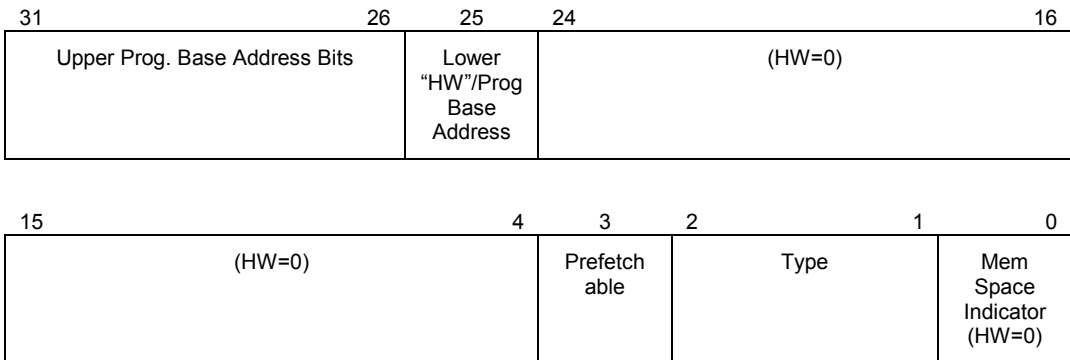 31 26 25 24 16
Upper Prog. Base Address Bits Lower (HW=0)
“HW”/Prog
Base
Address
15 4 3 2 1 0
(HW=0) Prefetch Type Mem
able Space
Indicator
(HW=0)